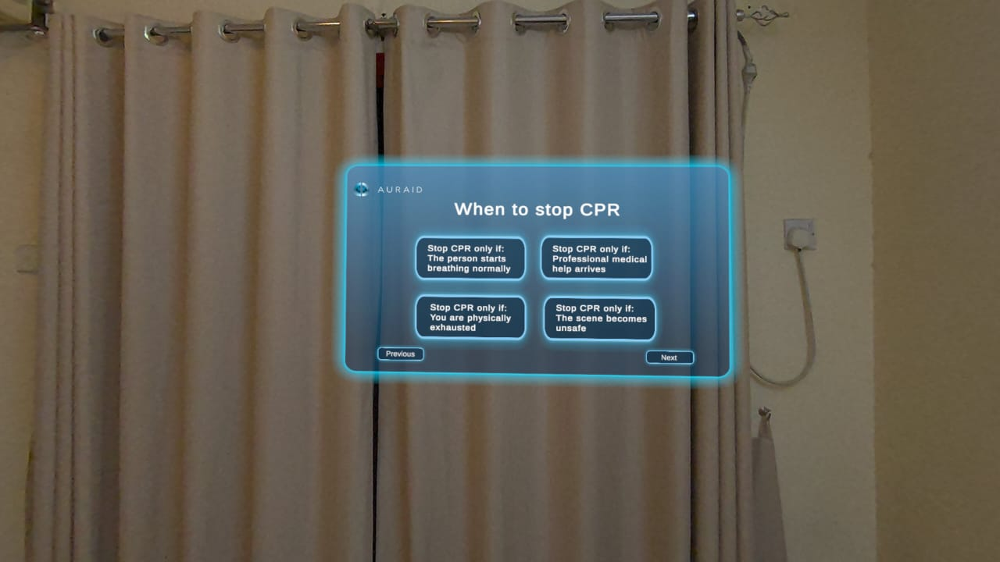 AURAID
When to stop CPR
Stop CPR only if:
The person starts
breathing normally
Stop CPR only if:
Professional medical
help arrives
Stop CPR only if:
You are physically
exhausted
Stop CPR only if:
The scene becomes
unsafe
Previous
Next